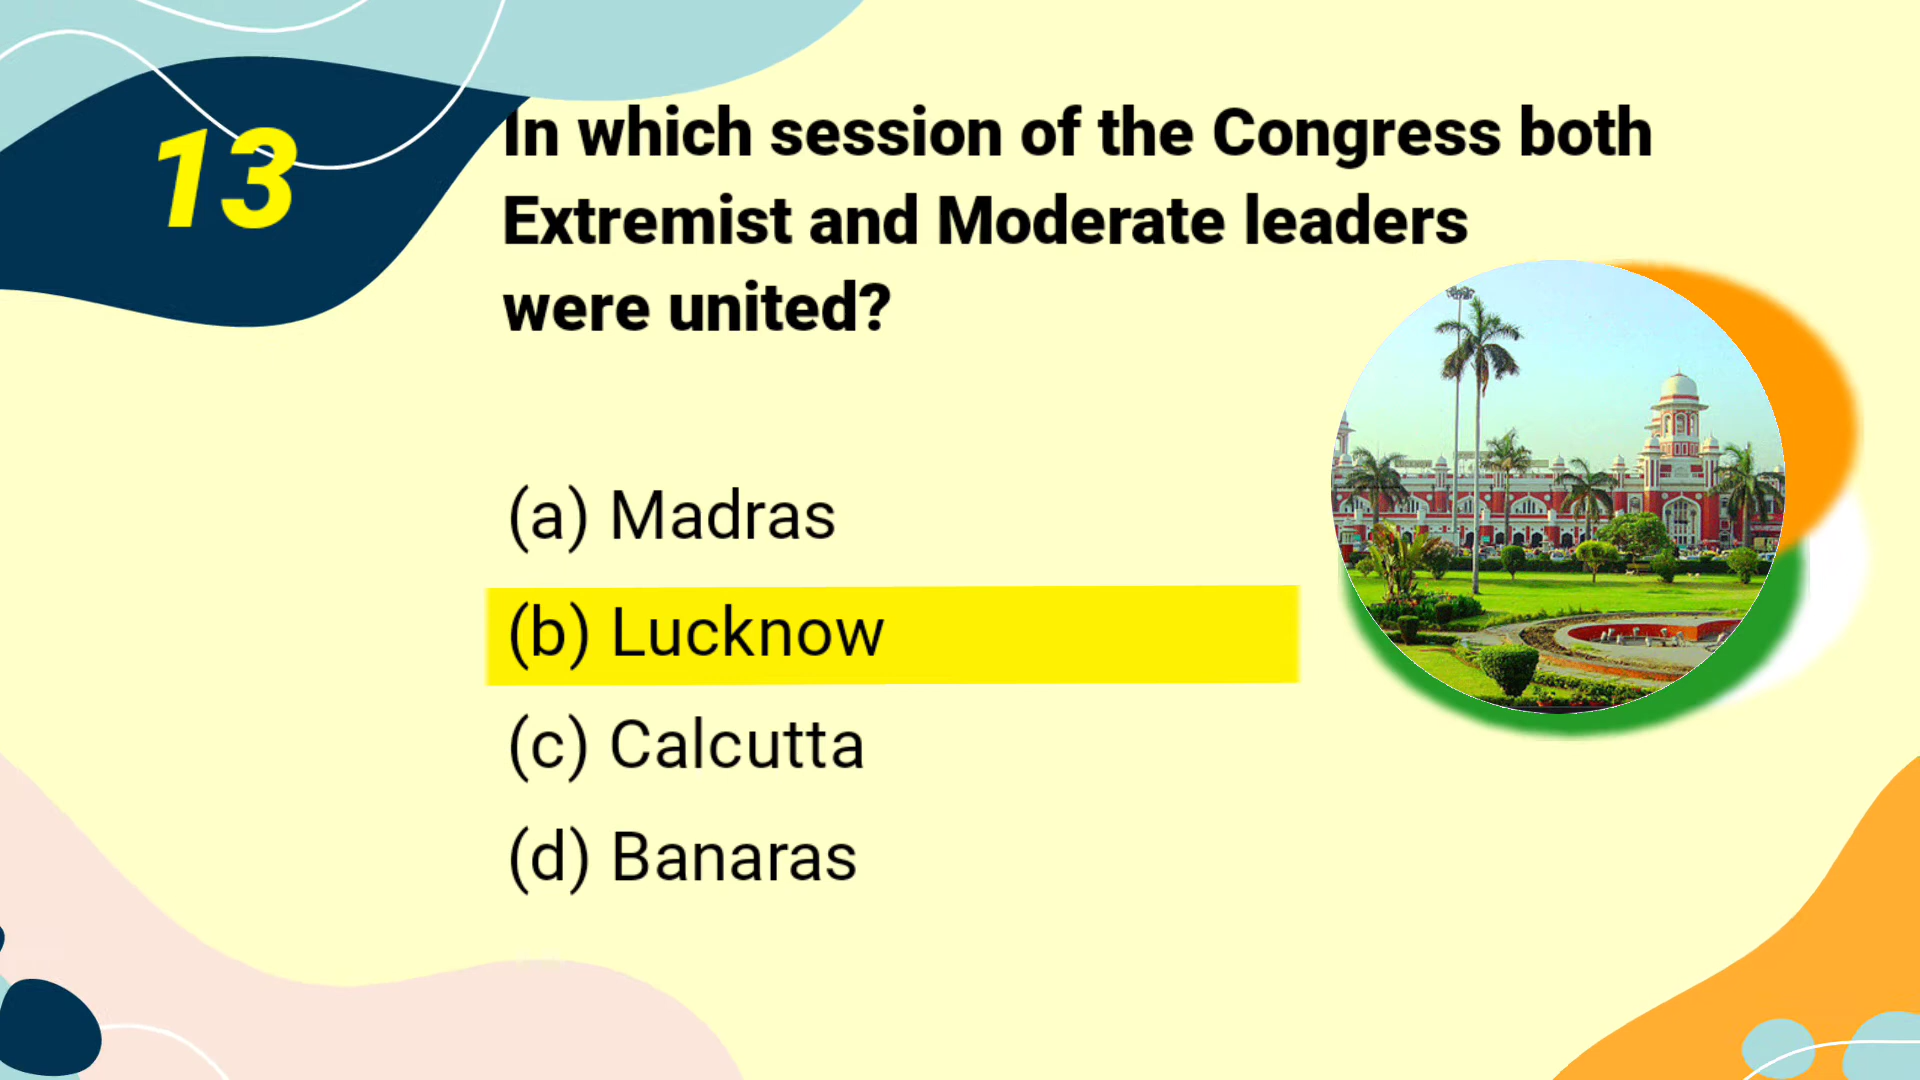 13
In which session of the Congress both
Extremist and Moderate leaders
were united?
(a) Madras
(b) Lucknow
(c) Calcutta
(d) Banaras